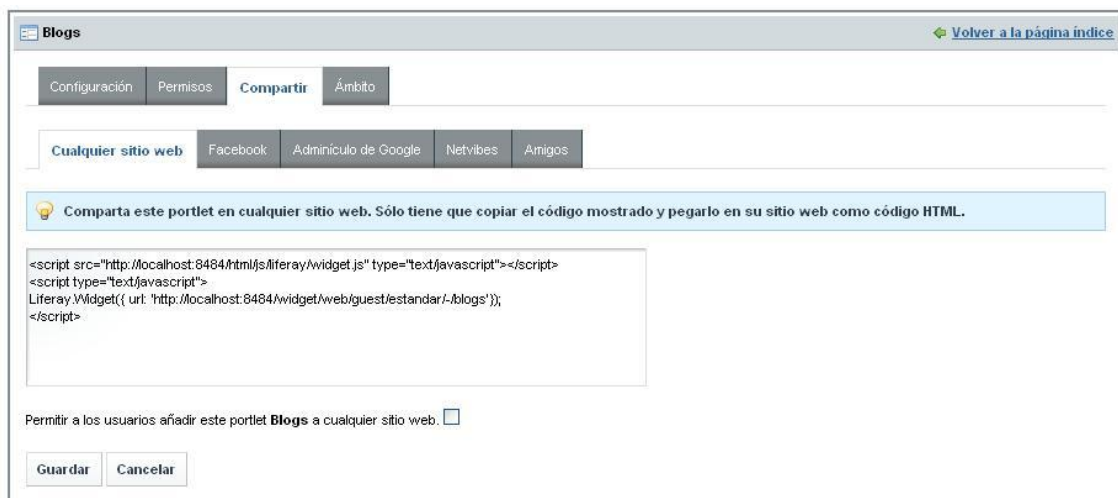 Blogs
Volver a la página índice
Configuración Permisos Compartir Ámbito
Cualquier sitio web Facebook Adminículo de Google Netvibes Amigos
Comparta este portlet en cualquier sitio web. Sólo tiene que copiar el código mostrado y pegarlo en su sitio web como código HTML.
<script src="http://localhost:8484/html/js/liferay/widget.js" type="text/javascript"></script>
<script type="text/javascript">
Liferay.Widget({ url: 'http://localhost:8484/widget/web/guest/estandar/-/blogs'});
</script>
Permitir a los usuarios añadir este portlet Blogs a cualquier sitio web.
Guardar Cancelar